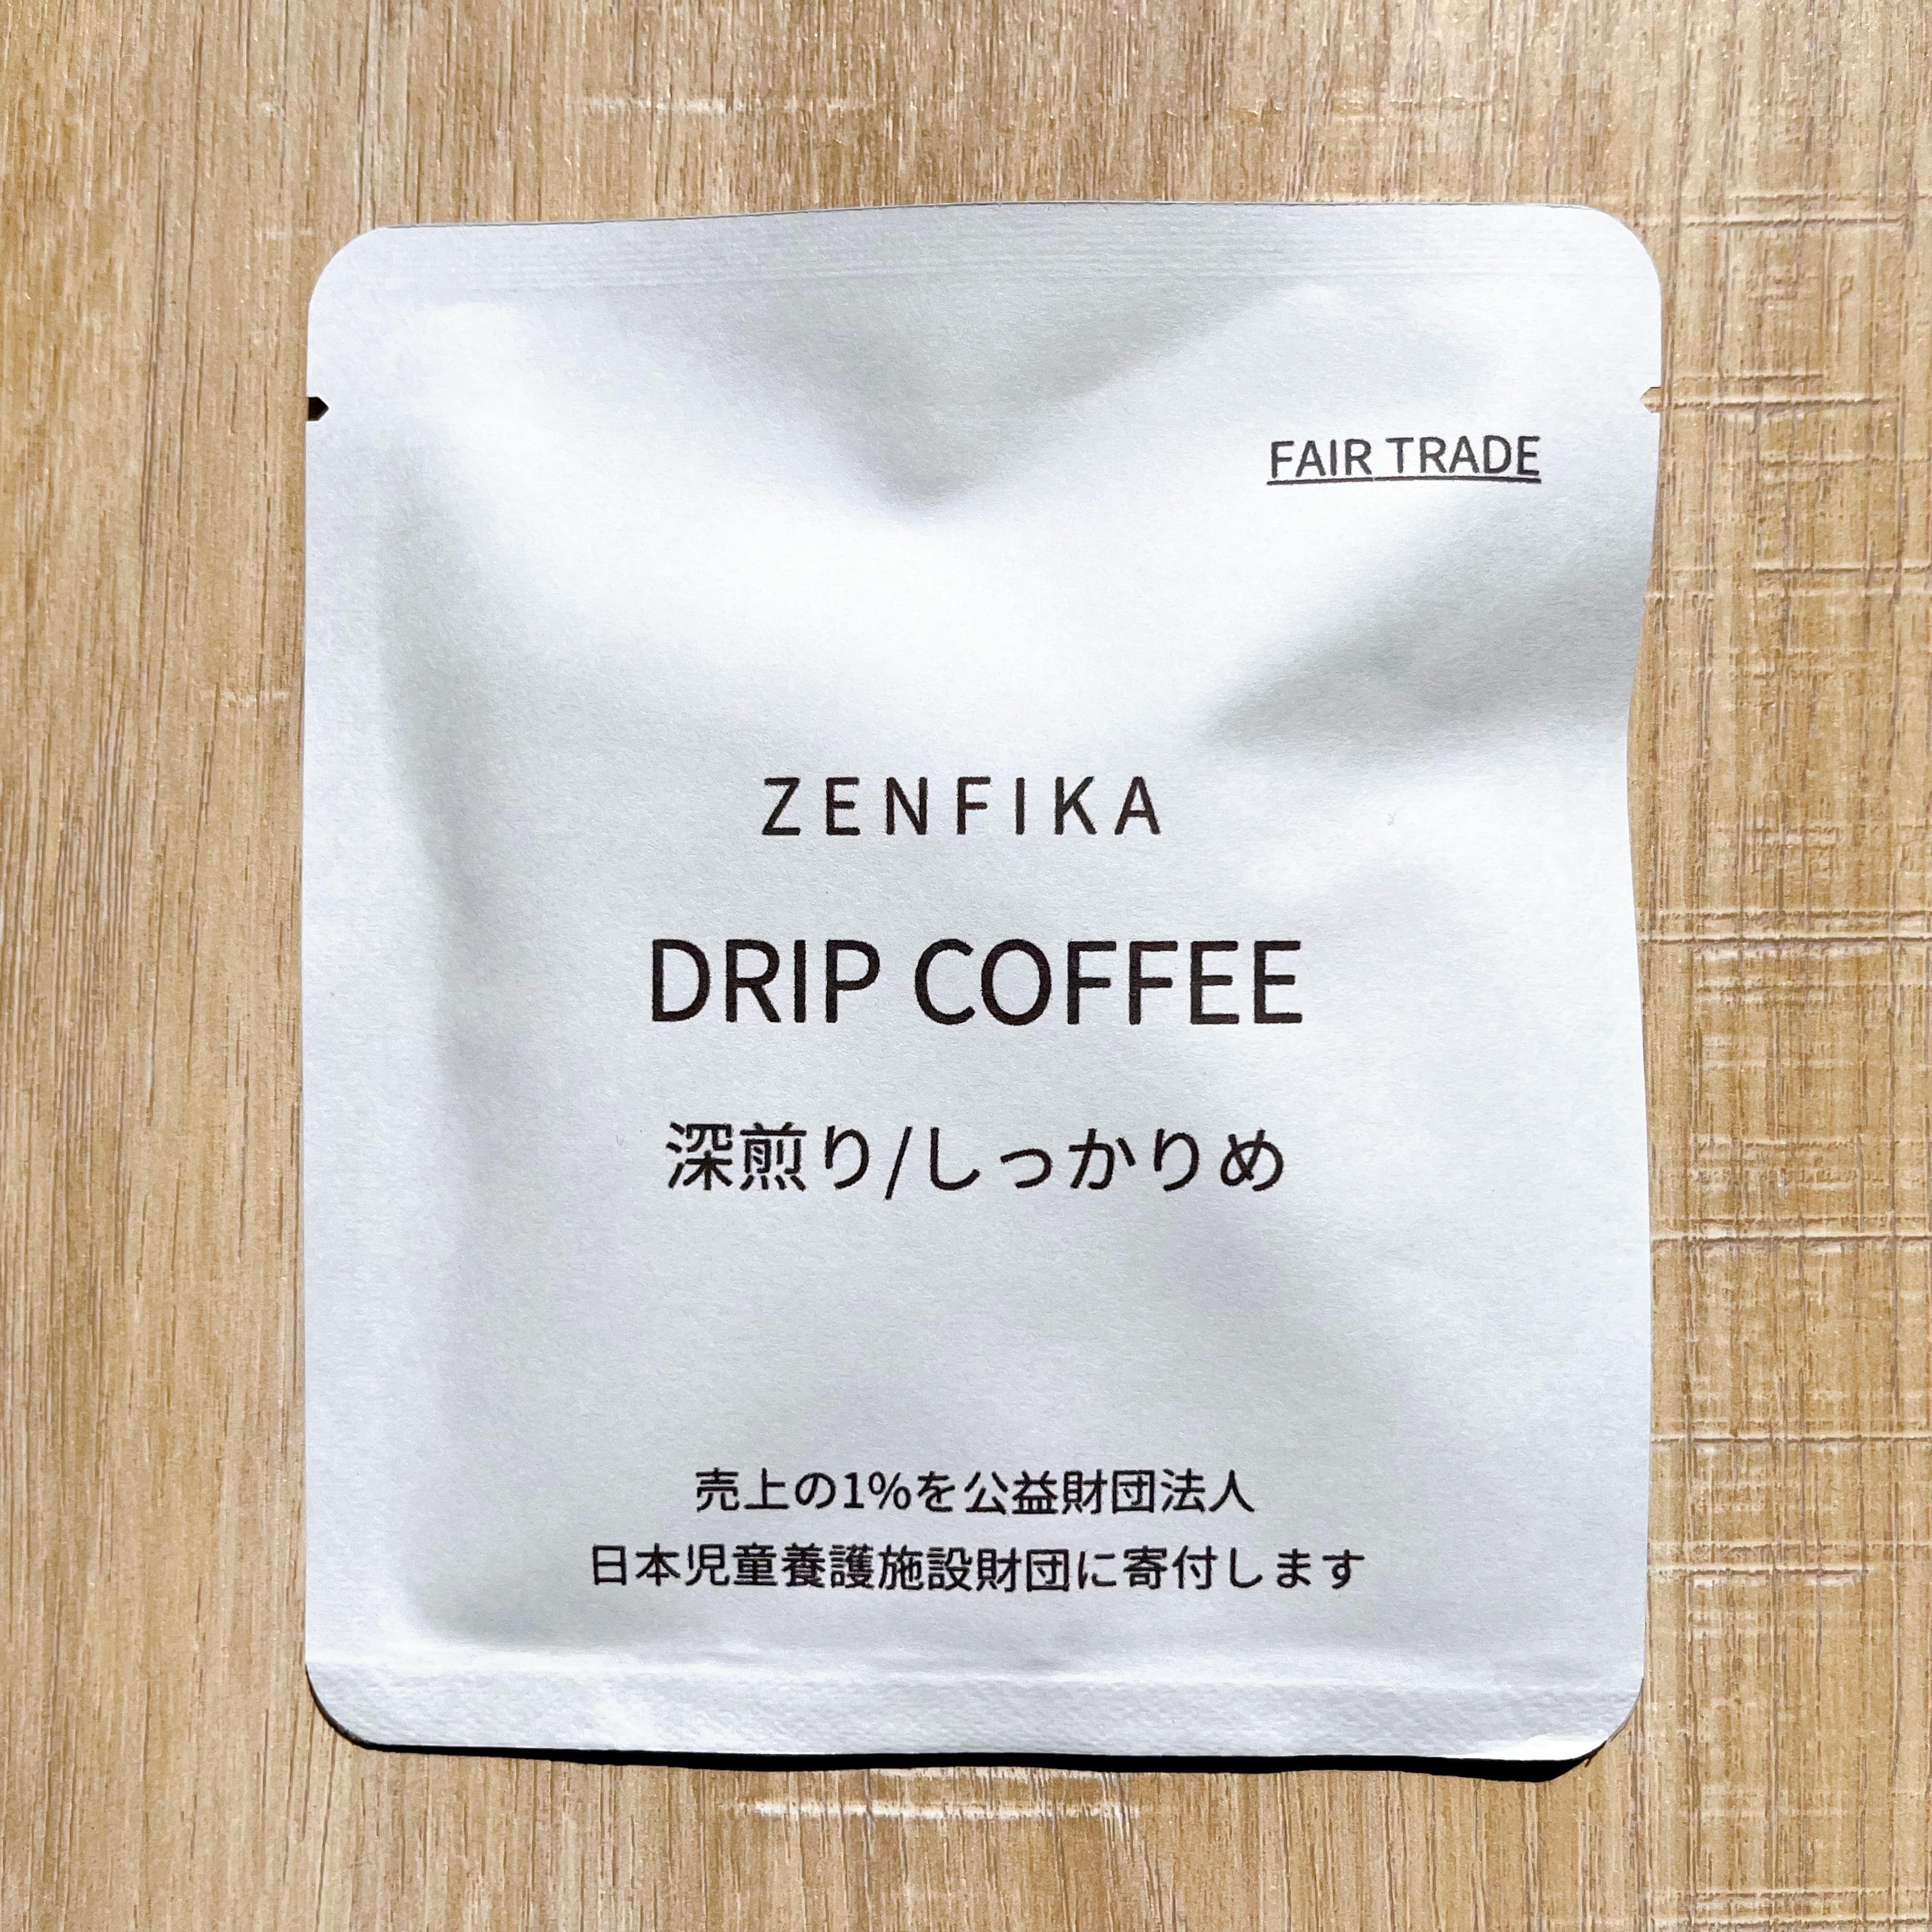 FAIR TRADE
ZENFIKA
DRIP COFFEE
深煎り/しっかりめ
売上の1%を公益財団法人
日本児童養護施設財団に寄付します